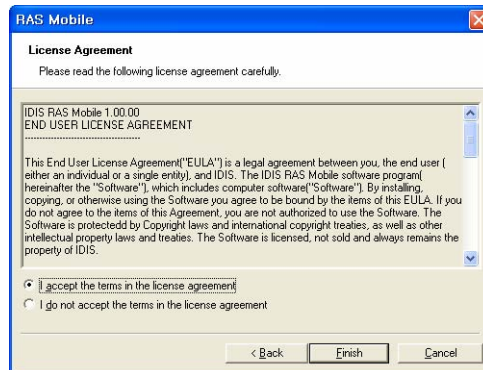 RAS Mobile
License Agreement
Please read the following license agreement carefully.
IDIS RAS Mobile 1.00.00
END USER LICENSE AGREEMENT
----------------------------------------
This End User License Agreement("EULA") is a legal agreement between you, the end user (
either an individual or a single entity), and IDIS. The IDIS RAS Mobile software program(
hereinafter the "Software"), which includes computer software("Software"). By installing,
copying, or otherwise using the Software you agree to be bound by the items of this EULA. If you
do not agree to the items of this Agreement, you are not authorized to use the Software. The
Software is protectedd by Copyright laws and international copyright treaties, as well as other
intellectual property laws and treaties. The Software is licensed, not sold and always remains the
property of IDIS.
I accept the terms in the license agreement
I do not accept the terms in the license agreement
< Back
Finish
Cancel